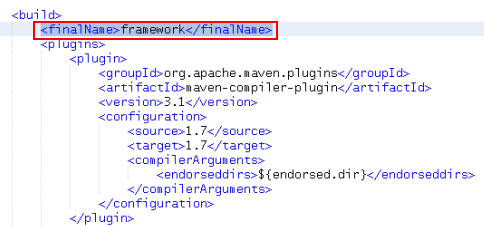 <build>
<finalName>framework</finalName>
<plugins>
<plugin>
<groupId>org.apache.maven.plugins</groupId>
<artifactId>maven-compiler-plugin</artifactId>
<version>3.1</version>
<configuration>
<source>1.7</source>
<target>1.7</target>
<compilerArguments>
<endorseddirs>${endorsed.dir}</endorseddirs>
</compilerArguments>
</configuration>
</plugin>